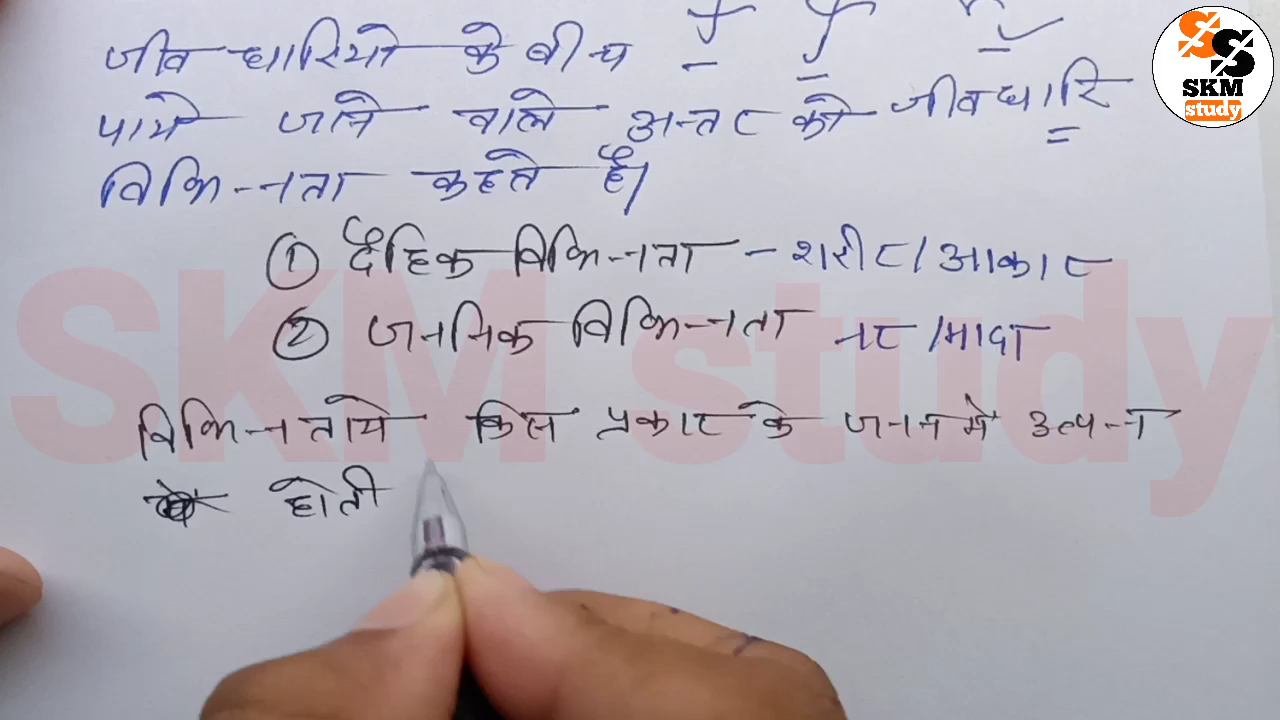 जीव धारियो के बीच
पाये जाने वाले अन्तर को जीवधारि
विभिन्नता कहते है।
① दैहिक विभिन्नता - शरीर/आकार
② जननिक विभिन्नता नर/मादा
विभिन्नताये किस प्रकार के जनन मे उत्पन्न
होती
SKM study
SKM
study